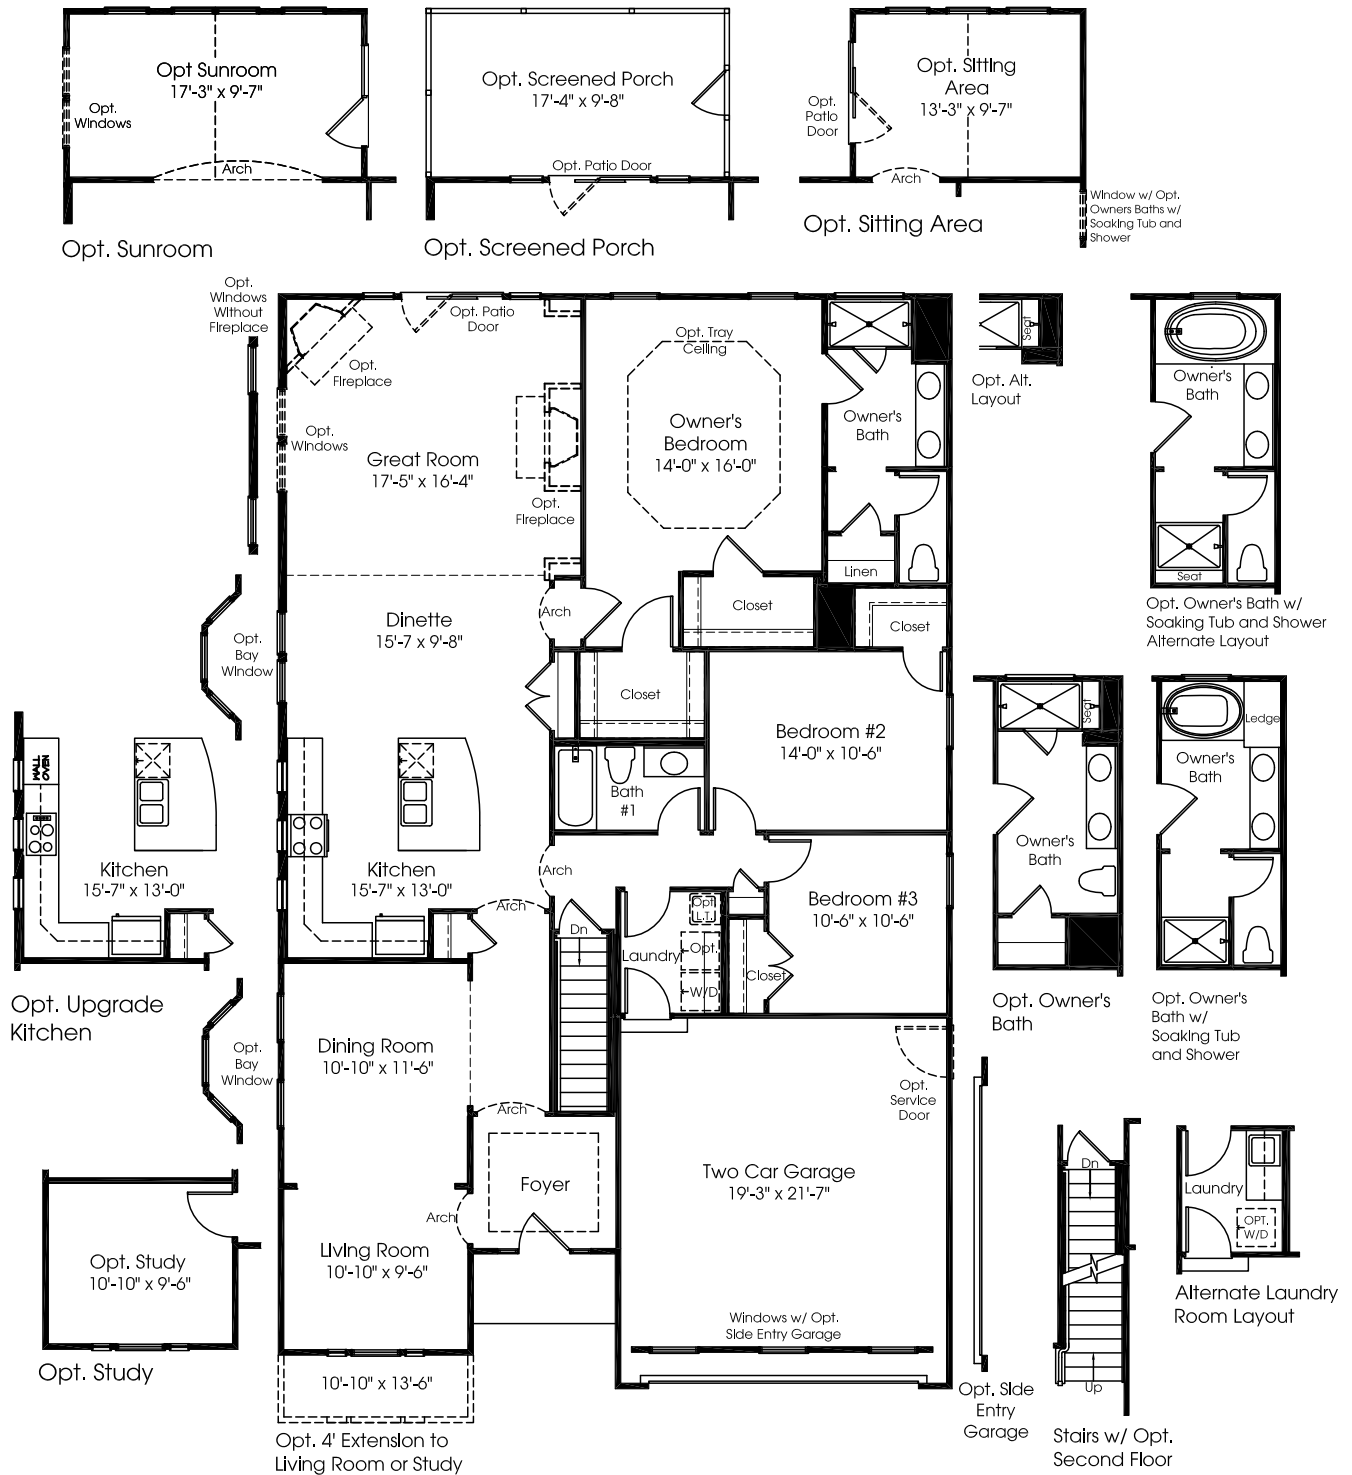 Opt Sunroom
17'-3" x 9'-7"
Opt.
Windows
Arch
Opt. Sunroom
Opt. Screened Porch
17'-4" x 9'-8"
Opt. Patio Door
Opt. Screened Porch
Opt. Sitting
Area
13'-3" x 9'-7"
Opt.
Patio
Door
Arch
Opt. Sitting Area
Window w/ Opt.
Owners Baths w/
Soaking Tub and
Shower
Opt.
Windows
Without
Fireplace
Opt. Patio
Door
Opt.
Fireplace
Opt.
Windows
Great Room
17'-5" x 16'-4"
Opt.
Fireplace
Opt. Tray
Ceiling
Owner's
Bedroom
14'-0" x 16'-0"
Owner's
Bath
Linen
Seat
Opt. Alt.
Layout
Owner's
Bath
Seat
Opt. Owner's Bath w/
Soaking Tub and Shower
Alternate Layout
Dinette
15'-7 x 9'-8"
Arch
Closet
Closet
Closet
Opt.
Bay
Window
Bedroom #2
14'-0" x 10'-6"
Bath
#1
WALL
OVEN
Kitchen
15'-7" x 13'-0"
Opt. Upgrade
Kitchen
Kitchen
15'-7" x 13'-0"
Arch
Arch
Dn
Laundry
Opt.
L.T.
Opt.
W/D
Closet
Bedroom #3
10'-6" x 10'-6"
Seat
Owner's
Bath
Opt. Owner's
Bath
Ledge
Owner's
Bath
Opt. Owner's
Bath w/
Soaking Tub
and Shower
Opt.
Bay
Window
Dining Room
10'-10" x 11'-6"
Arch
Foyer
Arch
Living Room
10'-10" x 9'-6"
10'-10" x 13'-6"
Opt. 4' Extension to
Living Room or Study
Opt. Study
10'-10" x 9'-6"
Opt. Study
Opt.
Service
Door
Two Car Garage
19'-3" x 21'-7"
Windows w/ Opt.
Side Entry Garage
Opt. Side
Entry
Garage
Dn
Up
Stairs w/ Opt.
Second Floor
Laundry
OPT.
W/D
Alternate Laundry
Room Layout